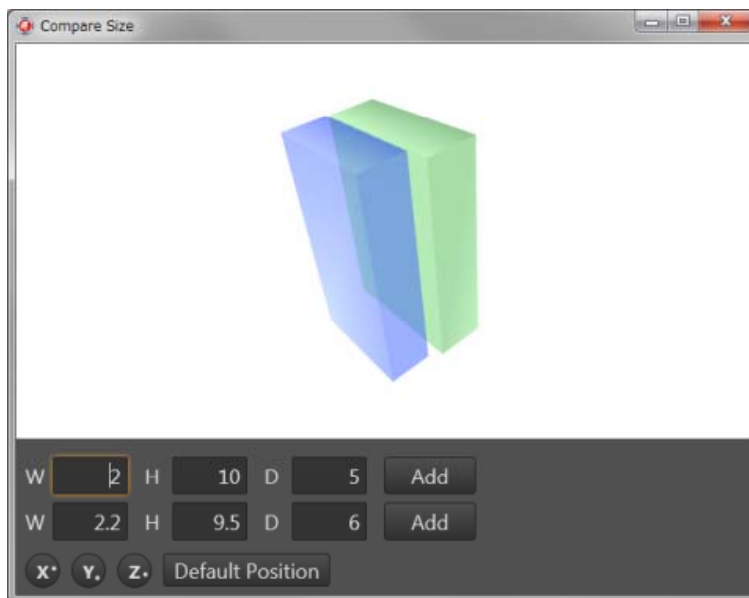 Compare Size
W 2 H 10 D 5 Add
W 2.2 H 9.5 D 6 Add
X Y Z Default Position